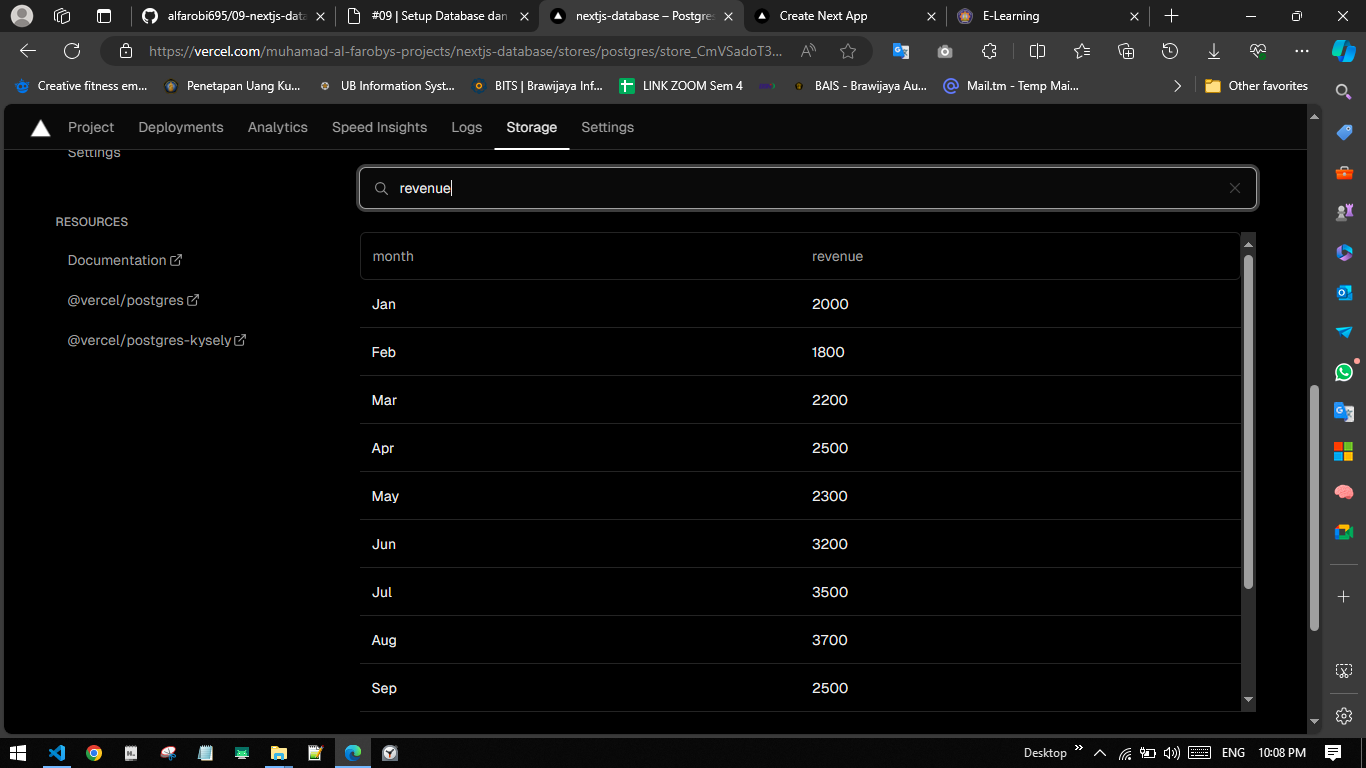 alfarobi695/09-nextjs-data
#09 | Setup Database dan
nextjs-database – Postgres
Create Next App
E-Learning
https://vercel.com/muhamad-al-farobys-projects/nextjs-database/stores/postgres/store_CmVSadoT3...
Creative fitness em...
Penetapan Uang Ku...
UB Information Syst...
BITS | Brawijaya Inf...
LINK ZOOM Sem 4
BAIS - Brawijaya Au...
Mail.tm - Temp Mai...
Other favorites
Project
Deployments
Analytics
Speed Insights
Logs
Storage
Settings
Settings
revenue
RESOURCES
Documentation
@vercel/postgres
@vercel/postgres-kysely
month revenue
Jan 2000
Feb 1800
Mar 2200
Apr 2500
May 2300
Jun 3200
Jul 3500
Aug 3700
Sep 2500
Desktop
ENG
10:08 PM